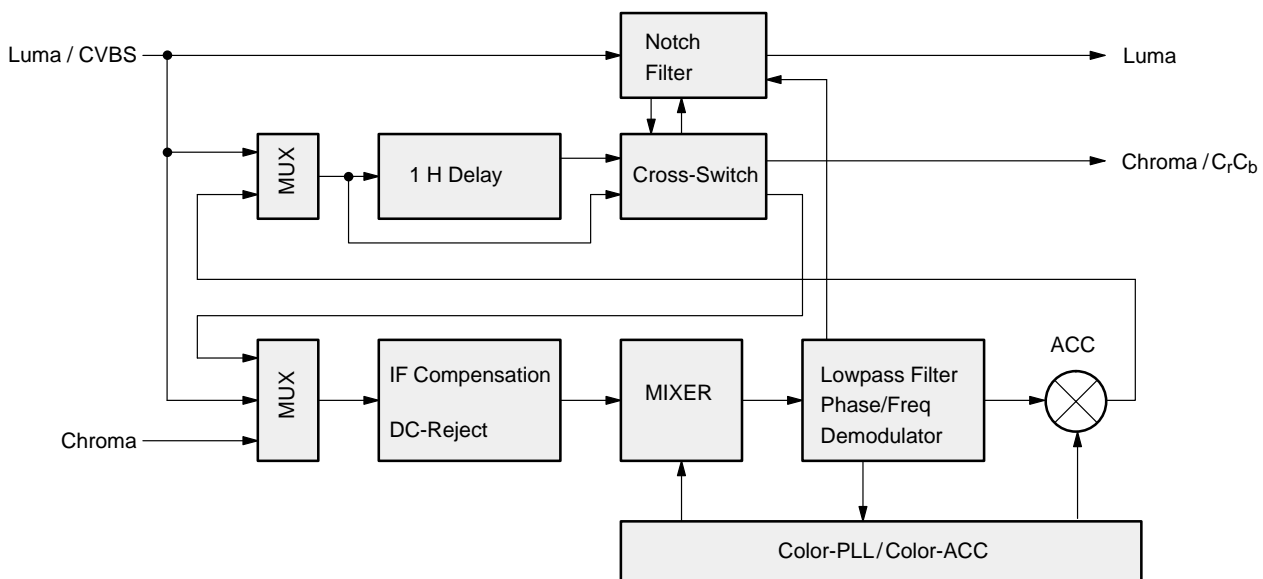 Luma / CVBS
Notch
Filter
Luma
MUX
1 H Delay
Cross-Switch
Chroma / CrCb
ACC
MUX
IF Compensation
DC-Reject
MIXER
Lowpass Filter
Phase/Freq
Demodulator
Chroma
Color-PLL / Color-ACC